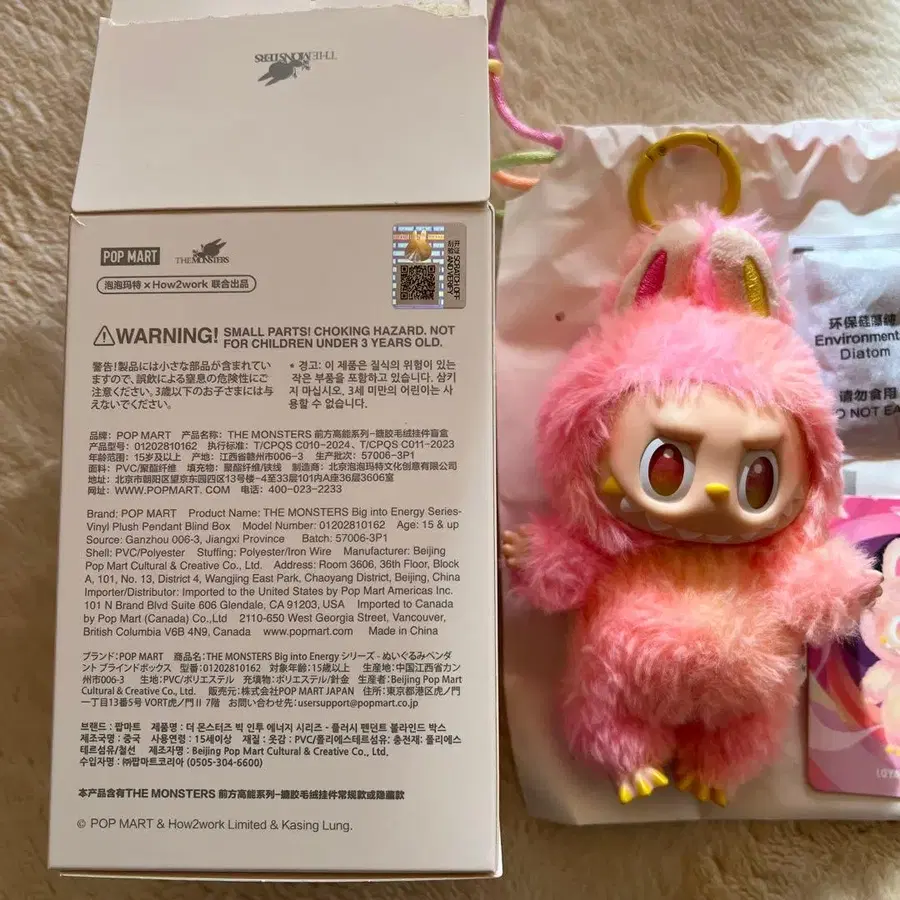 THE MONSTERS
POP MART THE MONSTERS
泡泡玛特 × How2work 联合出品
开涂 SCRATCH OFF
刮层 AND VERIFY
WARNING! SMALL PARTS! CHOKING HAZARD. NOT
FOR CHILDREN UNDER 3 YEARS OLD.
警告!製品には小さな部品が含まれていま
すので、誤飲による窒息の危険性にご
注意ください。3歳以下のお子さまには与
えないでください。
* 경고: 이 제품은 질식의 위험이 있는
작은 부품을 포함하고 있습니다. 삼키
지 마십시오. 3세 미만의 어린이는 사
용할 수 없습니다.
品牌：POP MART 产品名称：THE MONSTERS 前方高能系列-搪胶毛绒挂件盲盒
产品型号：01202810162 执行标准：T/CPQS C010-2024、T/CPQS C011-2023
年龄范围：15岁及以上 产地：江西省赣州市006-3 生产批次：57006-3P1
面料：PVC/聚酯纤维 填充物：聚酯纤维/铁线 制造商：北京泡泡玛特文化创意有限公司
地址：北京市朝阳区望京东园四区13号楼-4至33层101内A座36层3606室
网址：WWW.POPMART.COM 电话：400-023-2233
Brand: POP MART Product Name: THE MONSTERS Big into Energy Series-
Vinyl Plush Pendant Blind Box Model Number: 01202810162 Age: 15 & up
Source: Ganzhou 006-3, Jiangxi Province Batch: 57006-3P1
Shell: PVC/Polyester Stuffing: Polyester/Iron Wire Manufacturer: Beijing
Pop Mart Cultural & Creative Co., Ltd. Address: Room 3606, 36th Floor, Block
A, 101, No. 13, District 4, Wangjing East Park, Chaoyang District, Beijing, China
Importer/Distributor: Imported to the United States by Pop Mart Americas Inc.
101 N Brand Blvd Suite 606 Glendale, CA 91203, USA Imported to Canada
by Pop Mart (Canada) Co., Ltd 2110-650 West Georgia Street, Vancouver,
British Columbia V6B 4N9, Canada www.popmart.com Made in China
ブランド：POP MART 商品名：THE MONSTERS Big into Energy シリーズ - ぬいぐるみペンダ
ント ブラインドボックス 型番：01202810162 対象年齢：15歳以上 生産地：中国江西省カン
州市006-3 生地：PVC/ポリエステル 充填物：ポリエステル/針金 生産者：Beijing Pop Mart
Cultural & Creative Co., Ltd. 販売元：株式会社POP MART JAPAN 住所：東京都港区虎ノ門
一丁目13番5号 VORT虎ノ門II 7階 お問い合わせ先：usersupport@popmart.co.jp
브랜드 : 팝마트 제품명 : 더 몬스터즈 빅 인투 에너지 시리즈 - 플러시 펜던트 블라인드 박스
제조국명 : 중국 사용연령 : 15세이상 재질 : 겉감 : PVC/폴리에스테르섬유; 충전재: 폴리에스
테르섬유/철선 제조자명 : Beijing Pop Mart Cultural & Creative Co., Ltd.
수입자명 : ㈜팝마트코리아 (0505-304-6600)
本产品含有THE MONSTERS 前方高能系列-搪胶毛绒挂件常规款或隐藏款
© POP MART & How2work Limited & Kasing Lung.
环保硅藻纯
Environment
Diatom
请勿食用
DO NOT EA
LOYA